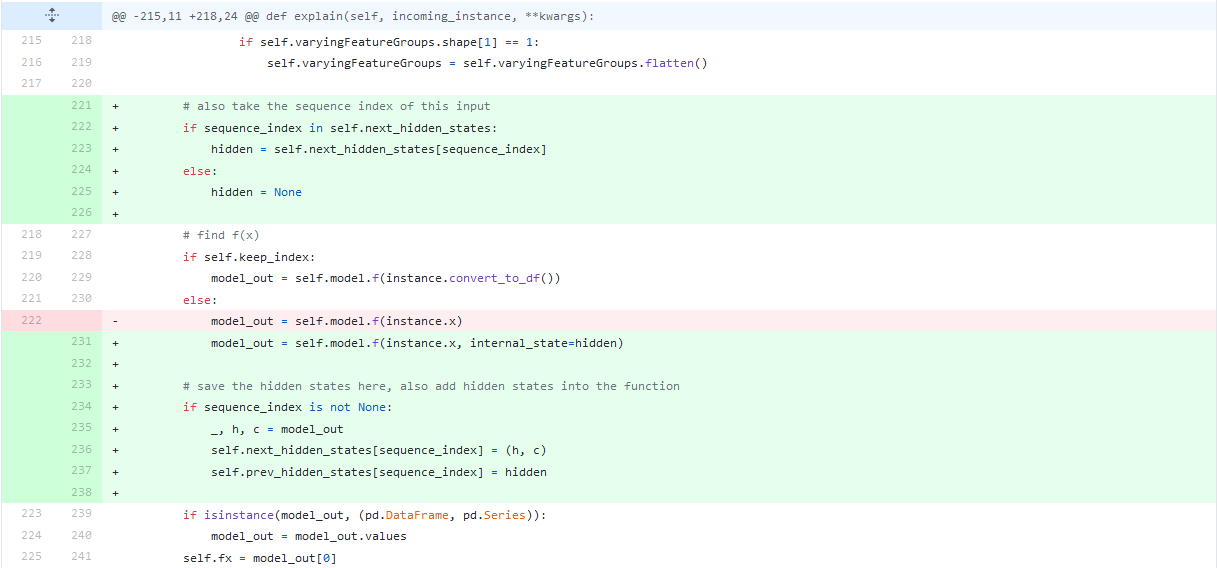 @@ -215,11 +218,24 @@ def explain(self, incoming_instance, **kwargs):
215 218 if self.varyingFeatureGroups.shape[1] == 1:
216 219 self.varyingFeatureGroups = self.varyingFeatureGroups.flatten()
217 220
221 + # also take the sequence index of this input
222 + if sequence_index in self.next_hidden_states:
223 + hidden = self.next_hidden_states[sequence_index]
224 + else:
225 + hidden = None
226 +
218 227 # find f(x)
219 228 if self.keep_index:
220 229 model_out = self.model.f(instance.convert_to_df())
221 230 else:
222 - model_out = self.model.f(instance.x)
231 + model_out = self.model.f(instance.x, internal_state=hidden)
232 +
233 + # save the hidden states here, also add hidden states into the function
234 + if sequence_index is not None:
235 + _, h, c = model_out
236 + self.next_hidden_states[sequence_index] = (h, c)
237 + self.prev_hidden_states[sequence_index] = hidden
238 +
223 239 if isinstance(model_out, (pd.DataFrame, pd.Series)):
224 240 model_out = model_out.values
225 241 self.fx = model_out[0]